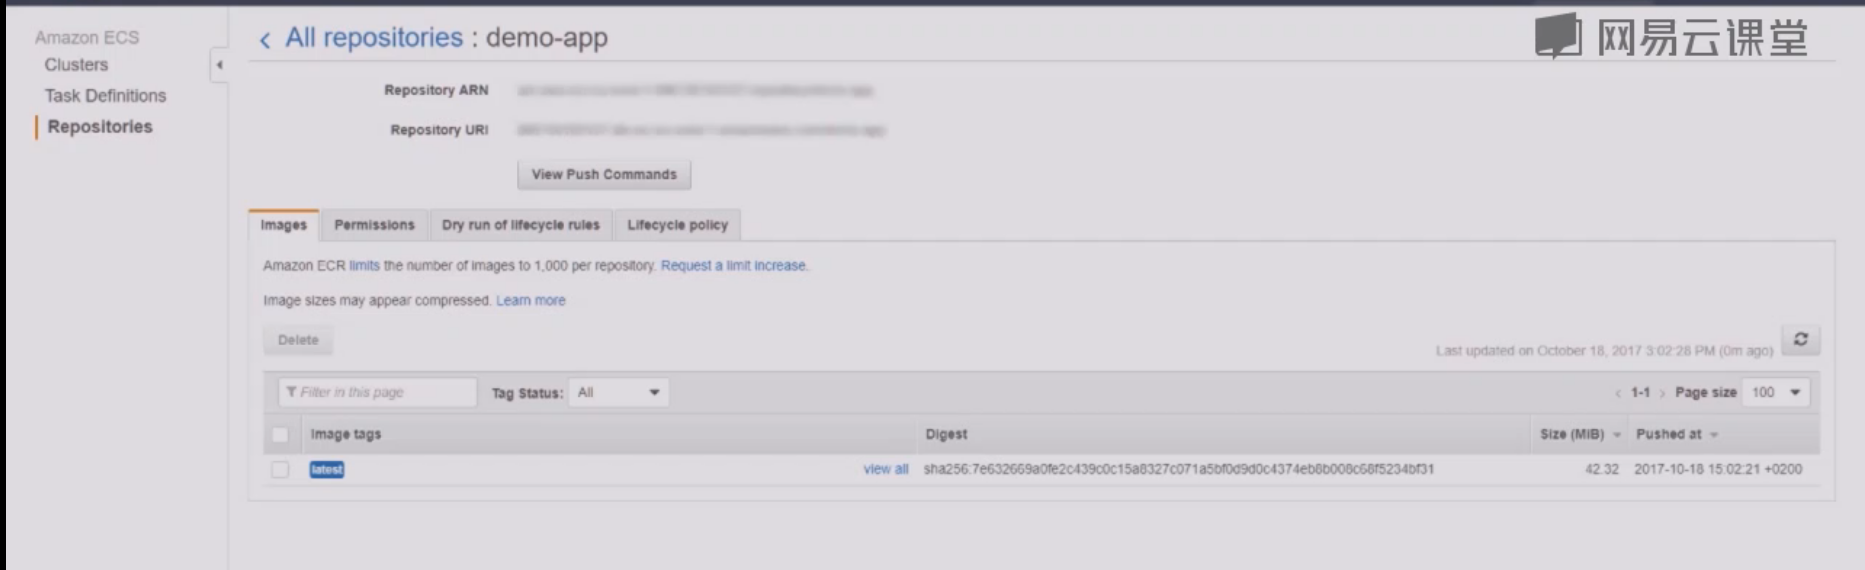 网易云课堂
Amazon ECS
Clusters
Task Definitions
Repositories
All repositories : demo-app
Repository ARN
Repository URI
View Push Commands
Images Permissions Dry run of lifecycle rules Lifecycle policy
Amazon ECR limits the number of images to 1,000 per repository. Request a limit increase.
Image sizes may appear compressed. Learn more
Delete
Last updated on October 18, 2017 3:02:28 PM (0m ago)
Filter in this page Tag Status: All 1-1 Page size 100
Image tags Digest Size (MiB) Pushed at
latest view all sha256:7e632669a0fe2c439c0c15a8327c071a5bf0d9d0c4374eb8b008c68f5234bf31 42.32 2017-10-18 15:02:21 +0200